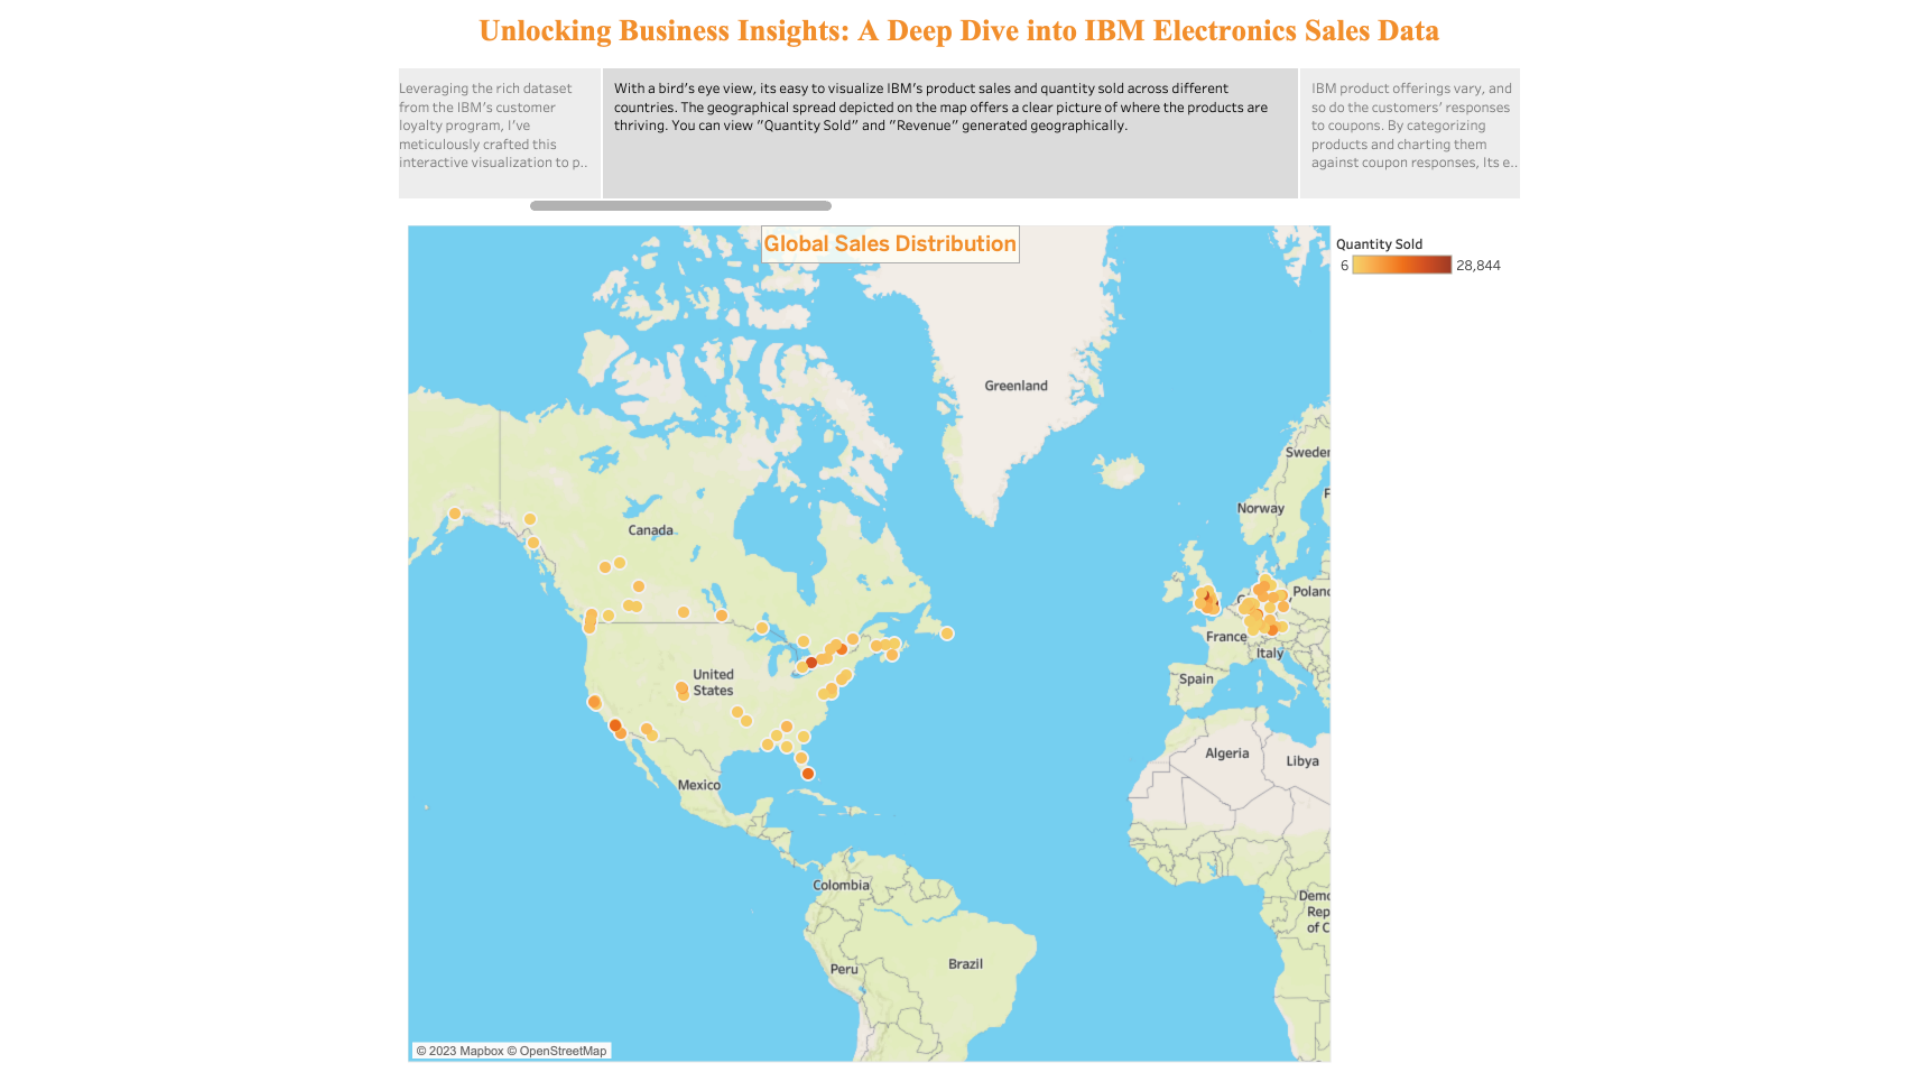 Unlocking Business Insights: A Deep Dive into IBM Electronics Sales Data
Leveraging the rich dataset
from the IBM's customer
loyalty program, I've
meticulously crafted this
interactive visualization to p..
With a bird's eye view, its easy to visualize IBM's product sales and quantity sold across different
countries. The geographical spread depicted on the map offers a clear picture of where the products are
thriving. You can view "Quantity Sold" and "Revenue" generated geographically.
IBM product offerings vary, and
so do the customers' responses
to coupons. By categorizing
products and charting them
against coupon responses, Its e..
Global Sales Distribution
Quantity Sold
6
28,844
Greenland
Sweden
Norway
Canada
Poland
France
Italy
Spain
United
States
Algeria
Libya
Mexico
Colombia
Demo
Rep
of C
Brazil
Peru
© 2023 Mapbox © OpenStreetMap